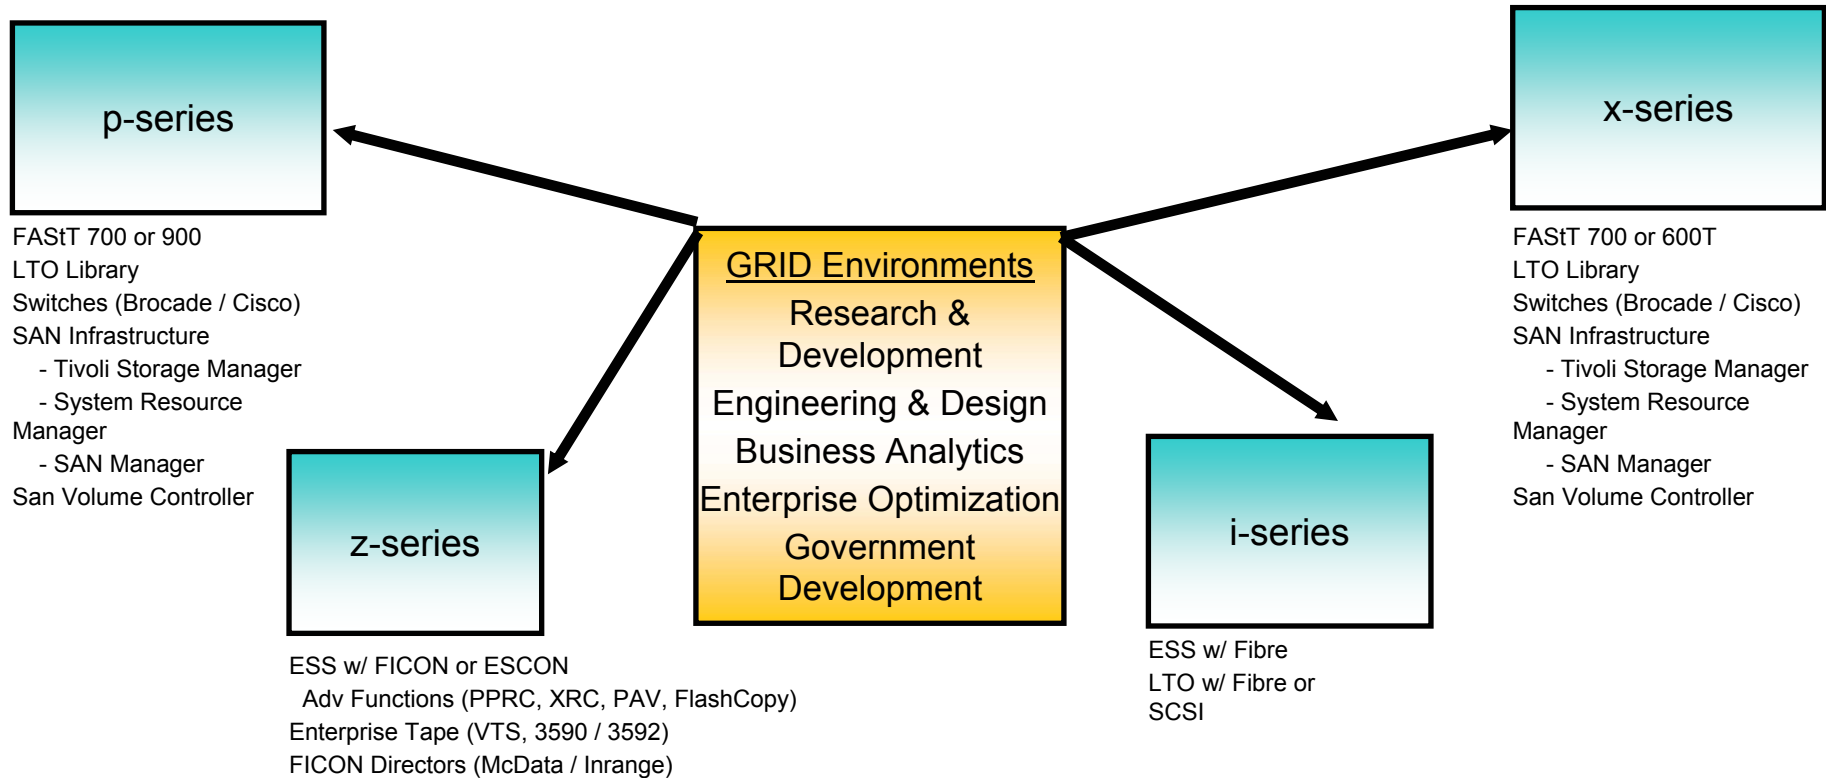 p-series
FAStT 700 or 900
LTO Library
Switches (Brocade / Cisco)
SAN Infrastructure
- Tivoli Storage Manager
- System Resource
Manager
- SAN Manager
San Volume Controller
z-series
ESS w/ FICON or ESCON
Adv Functions (PPRC, XRC, PAV, FlashCopy)
Enterprise Tape (VTS, 3590 / 3592)
FICON Directors (McData / Inrange)
GRID Environments
Research &
Development
Engineering & Design
Business Analytics
Enterprise Optimization
Government
Development
i-series
ESS w/ Fibre
LTO w/ Fibre or
SCSI
x-series
FAStT 700 or 600T
LTO Library
Switches (Brocade / Cisco)
SAN Infrastructure
- Tivoli Storage Manager
- System Resource
Manager
- SAN Manager
San Volume Controller